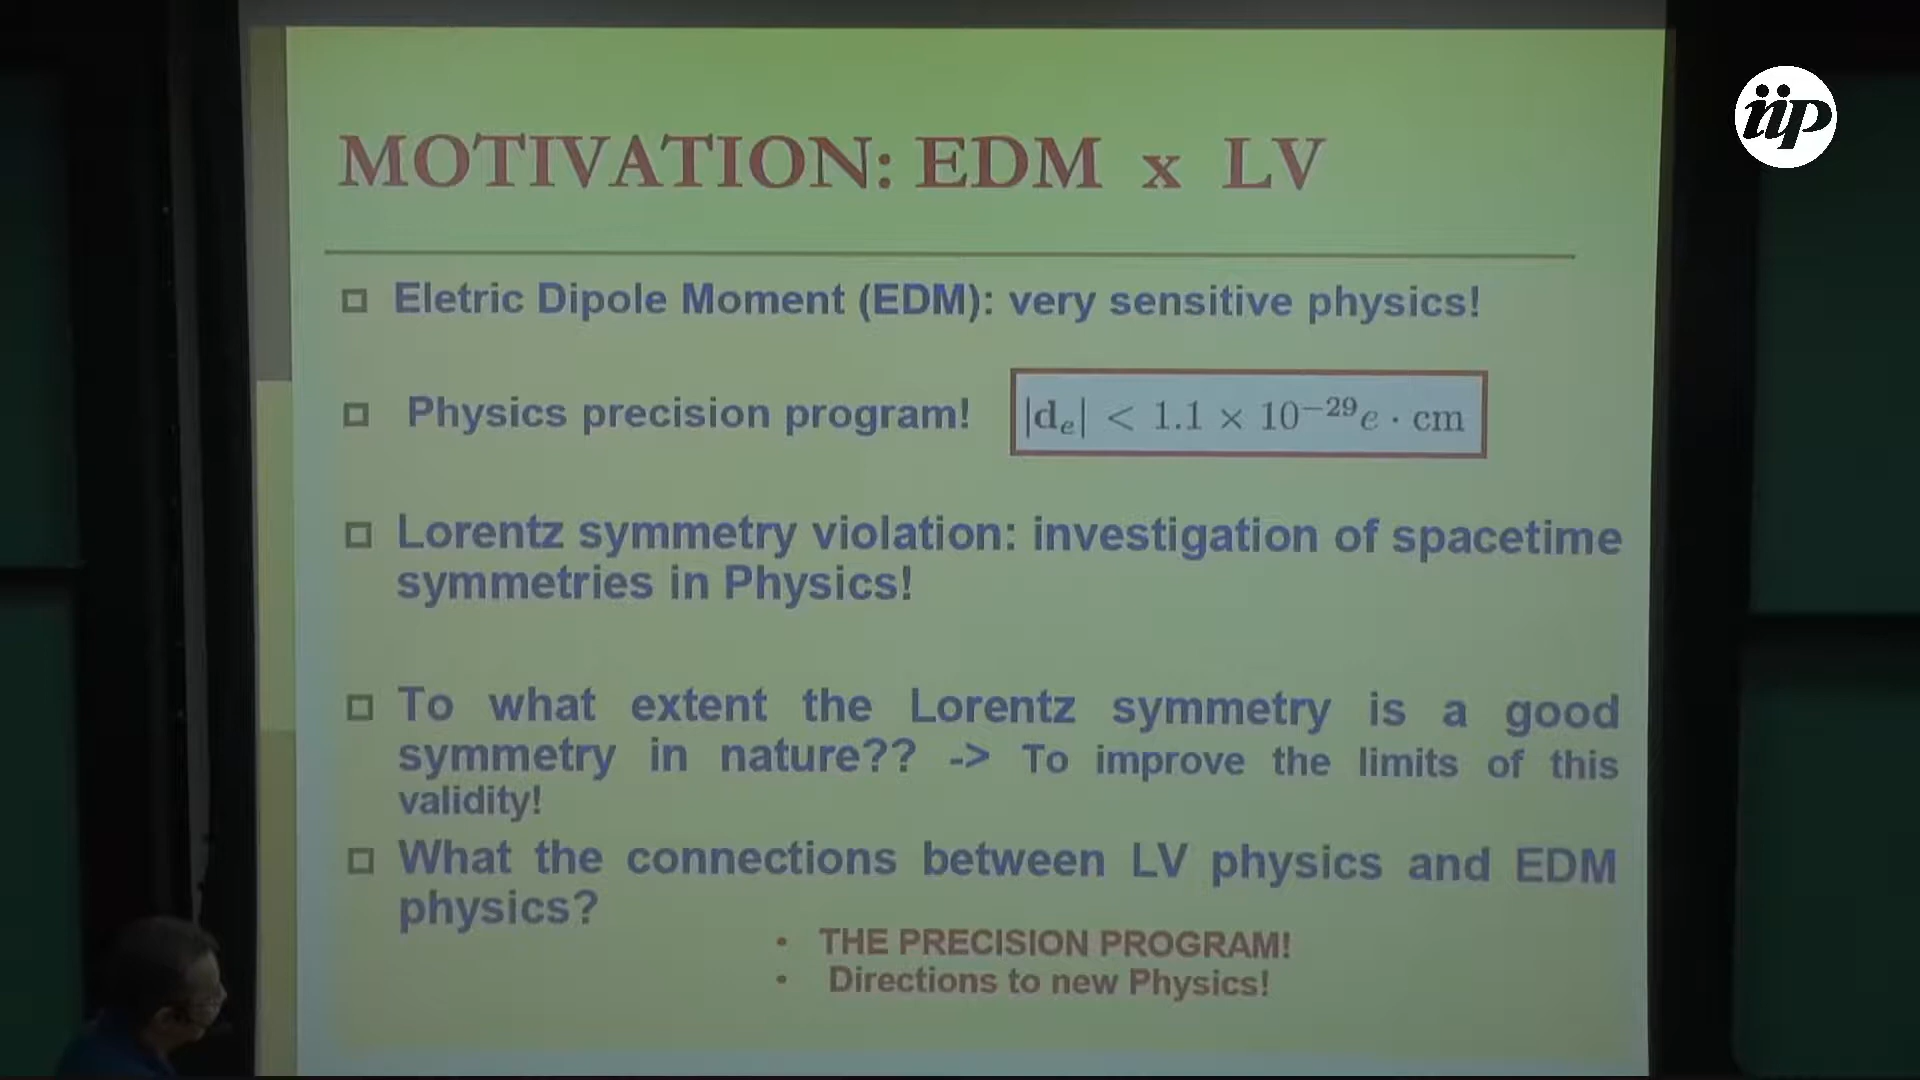 iip
MOTIVATION: EDM x LV
Eletric Dipole Moment (EDM): very sensitive physics!
Physics precision program!
|d_e| < 1.1 × 10^{-29} e · cm
Lorentz symmetry violation: investigation of spacetime
symmetries in Physics!
To what extent the Lorentz symmetry is a good
symmetry in nature?? -> To improve the limits of this
validity!
What the connections between LV physics and EDM
physics?
• THE PRECISION PROGRAM!
• Directions to new Physics!